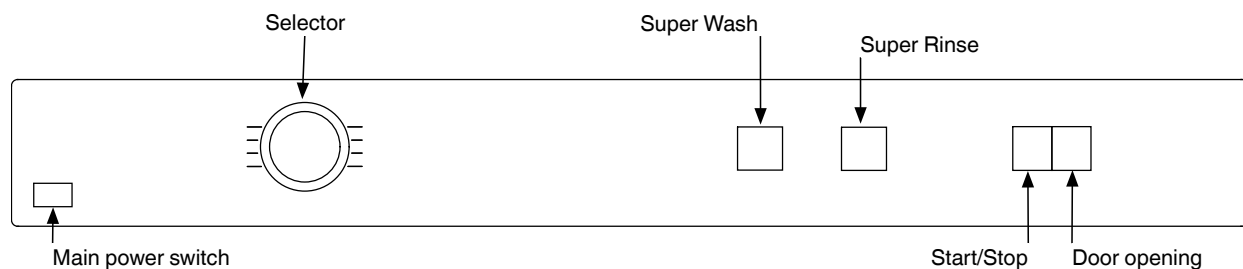 Selector
Super Wash
Super Rinse
Main power switch
Start/Stop
Door opening